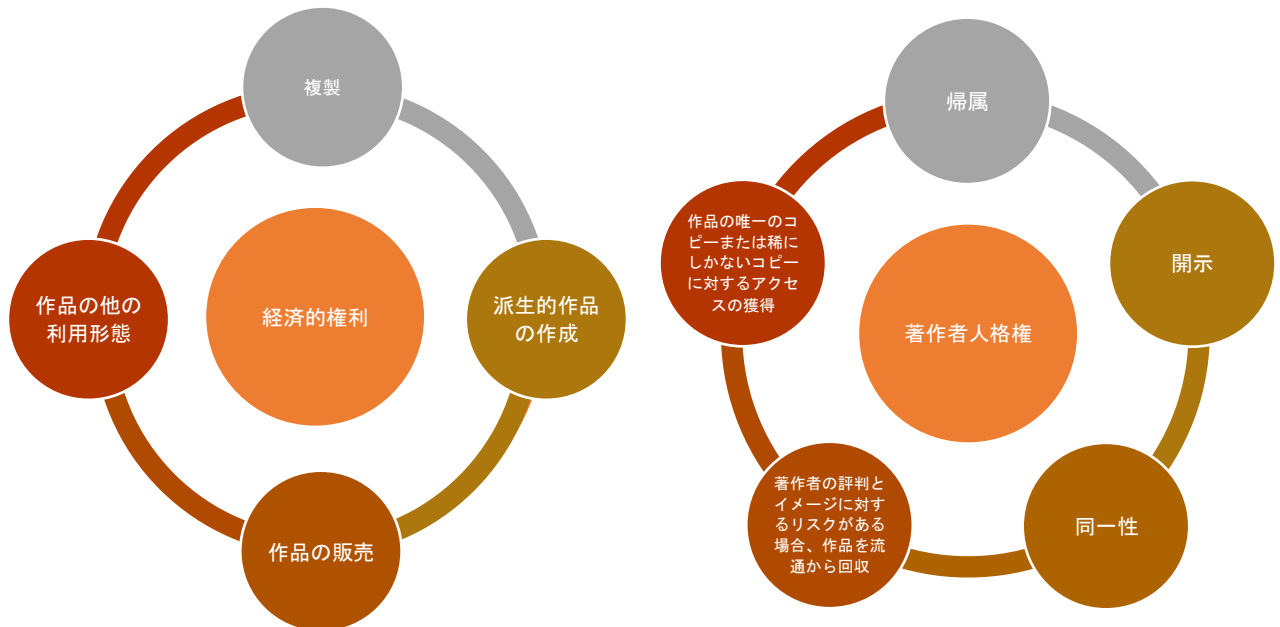 複製
派生的作品
の作成
作品の販売
作品の他の
利用形態
経済的権利
帰属
開示
同一性
著作者の評判と
イメージに対す
るリスクがある
場合、作品を流
通から回収
作品の唯一のコ
ピーまたは稀に
しかないコピー
に対するアクセ
スの獲得
著作者人格権